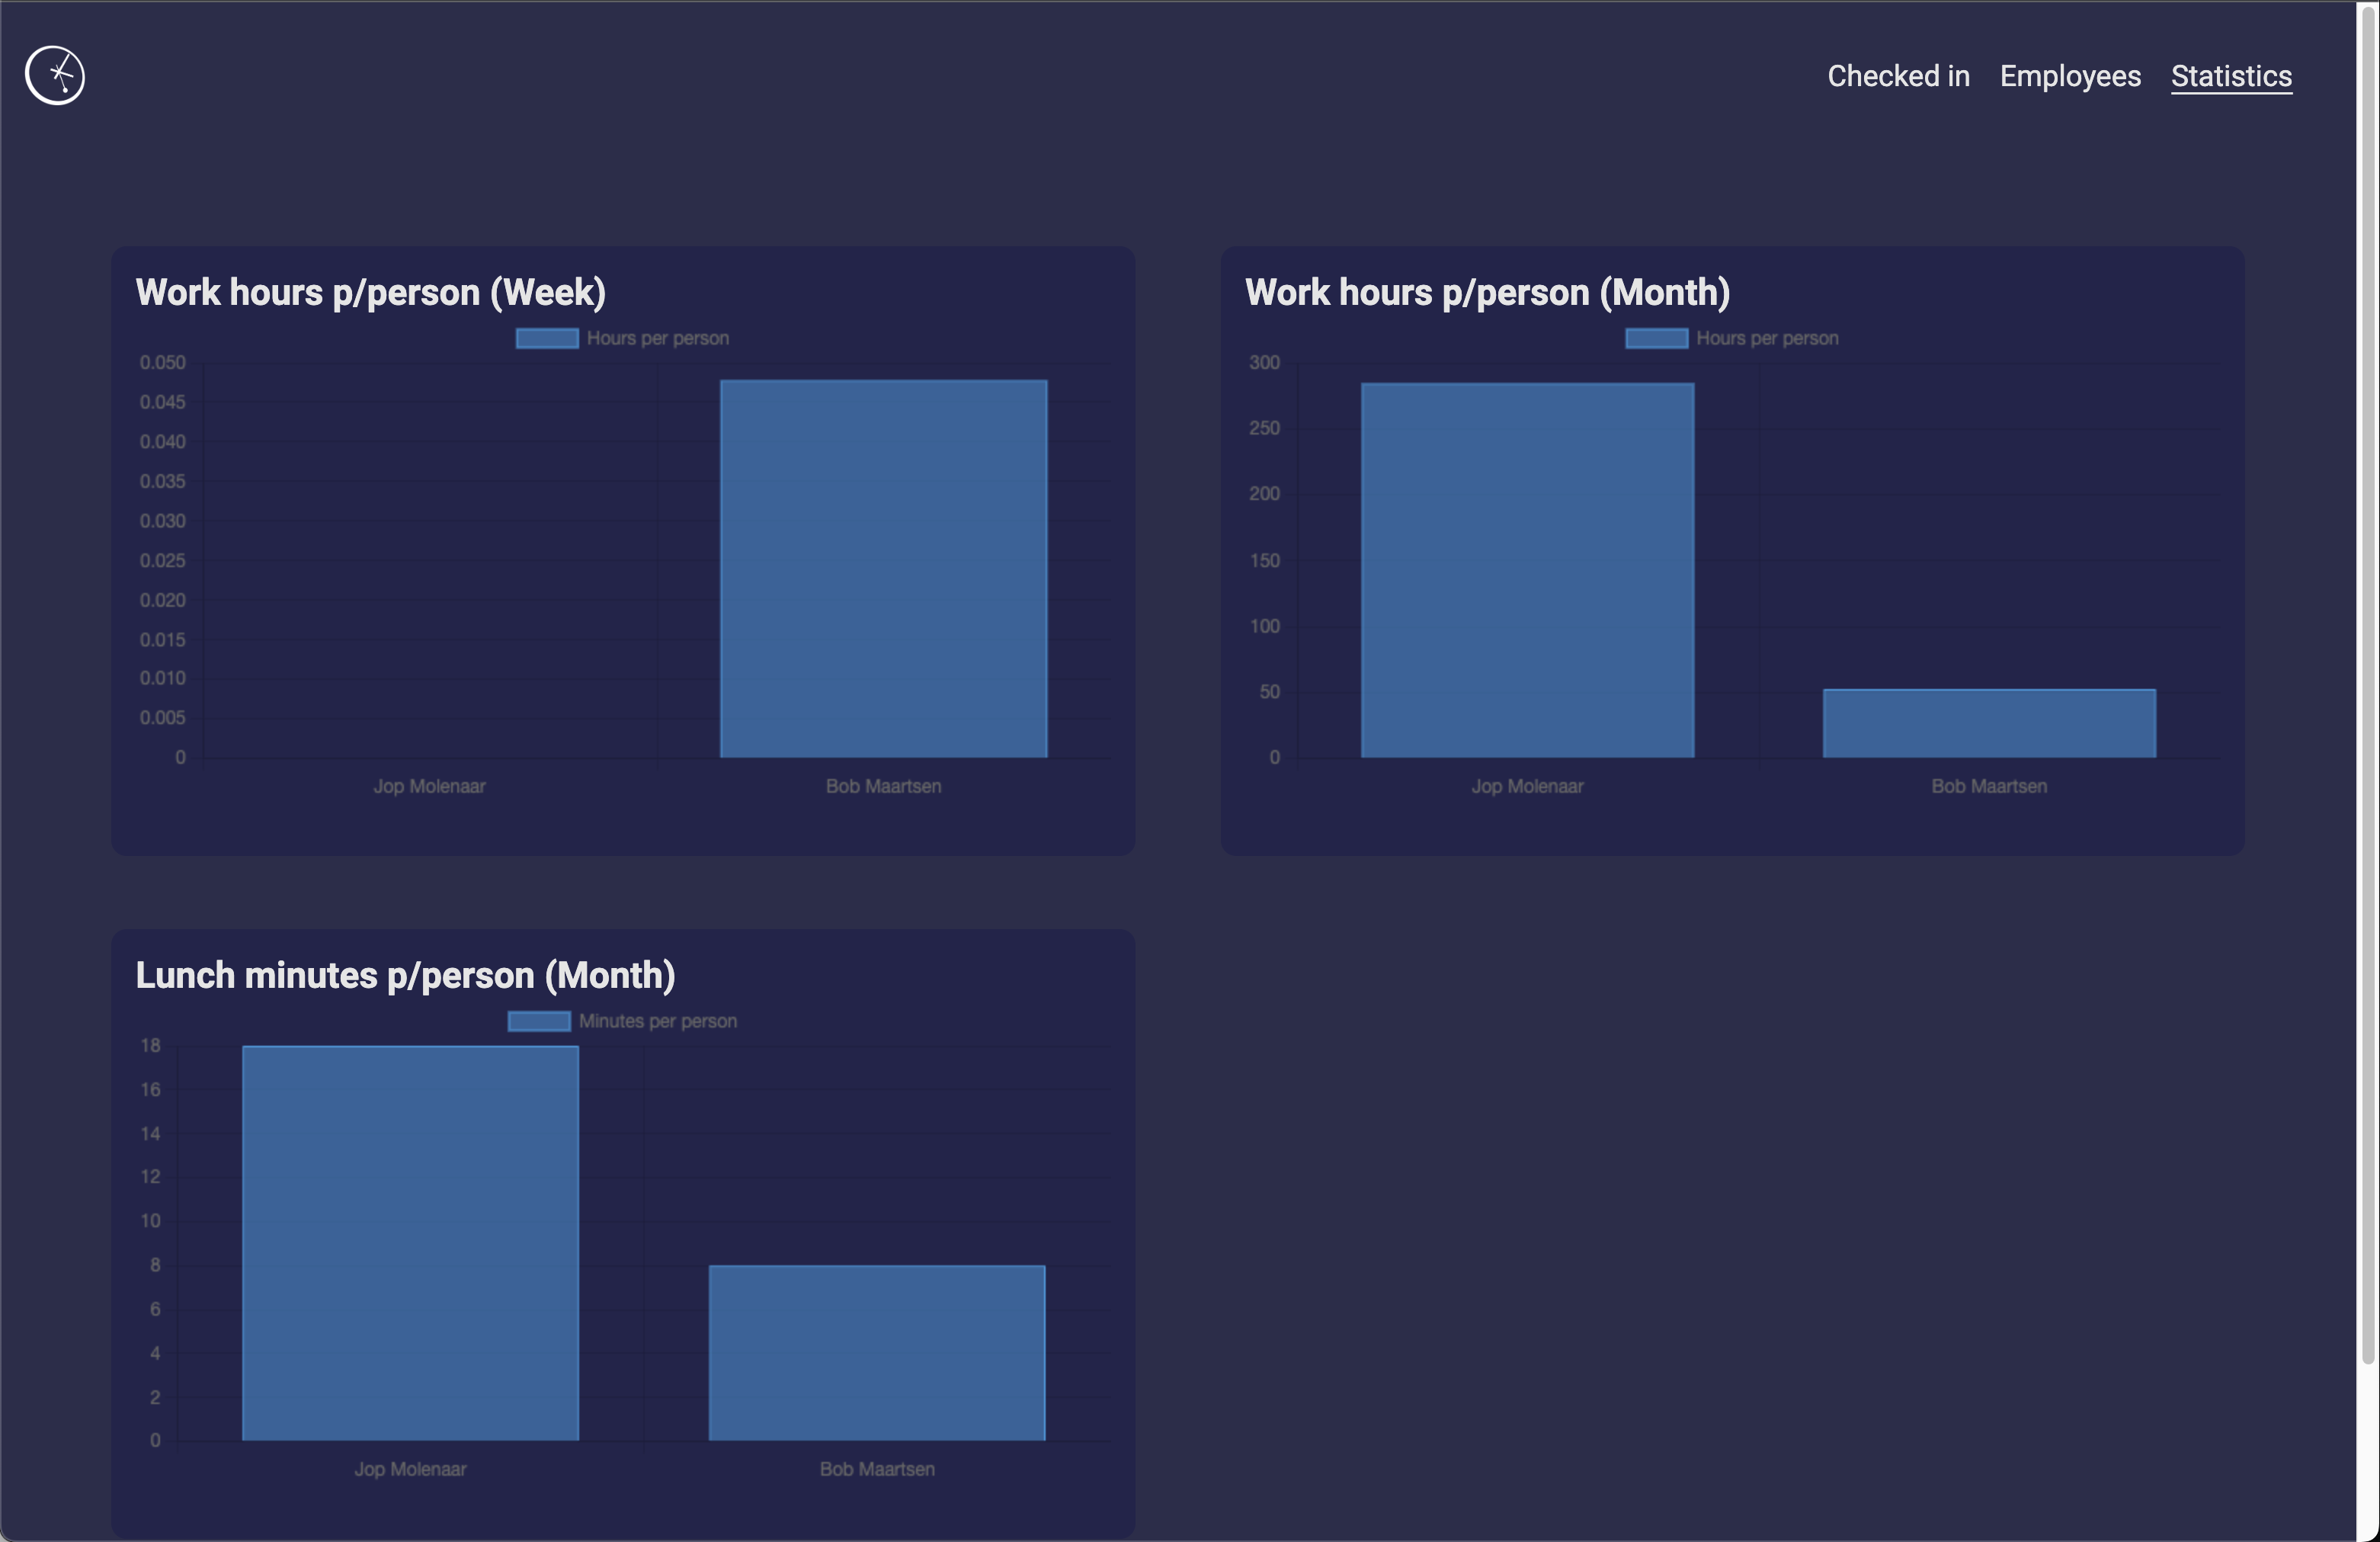 Checked in Employees Statistics
Work hours p/person (Week)
Hours per person
0.050
0.045
0.040
0.035
0.030
0.025
0.020
0.015
0.010
0.005
0
Jop Molenaar Bob Maartsen
Work hours p/person (Month)
Hours per person
300
250
200
150
100
50
0
Jop Molenaar Bob Maartsen
Lunch minutes p/person (Month)
Minutes per person
18
16
14
12
10
8
6
4
2
0
Jop Molenaar Bob Maartsen